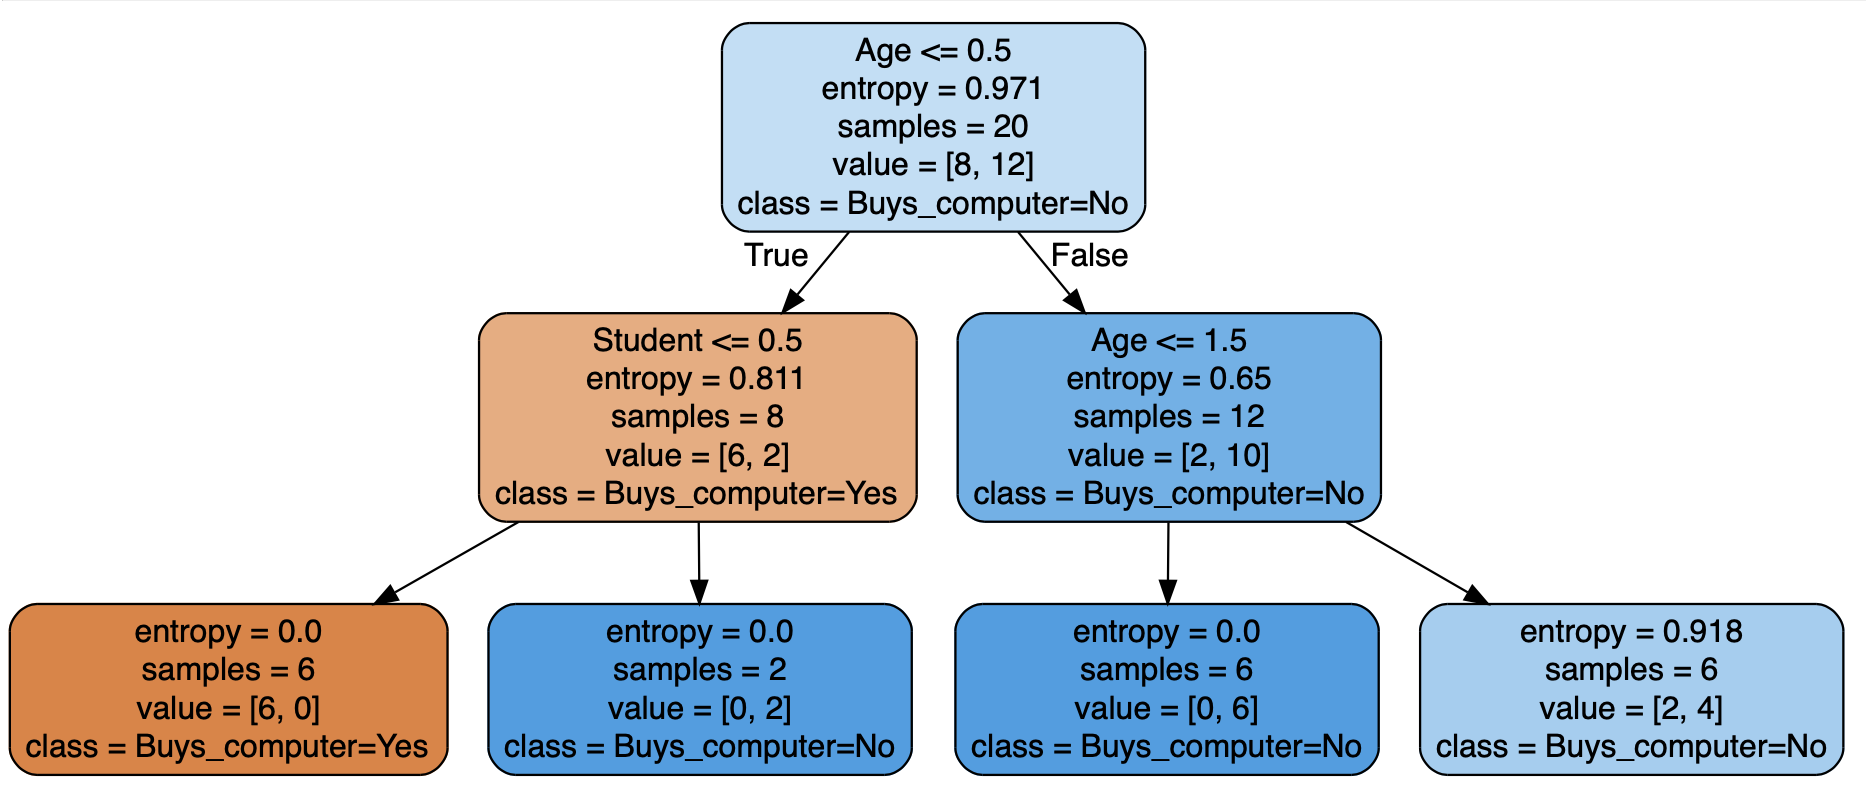 Age <= 0.5
entropy = 0.971
samples = 20
value = [8, 12]
class = Buys_computer=No
True
False
Student <= 0.5
entropy = 0.811
samples = 8
value = [6, 2]
class = Buys_computer=Yes
Age <= 1.5
entropy = 0.65
samples = 12
value = [2, 10]
class = Buys_computer=No
entropy = 0.0
samples = 6
value = [6, 0]
class = Buys_computer=Yes
entropy = 0.0
samples = 2
value = [0, 2]
class = Buys_computer=No
entropy = 0.0
samples = 6
value = [0, 6]
class = Buys_computer=No
entropy = 0.918
samples = 6
value = [2, 4]
class = Buys_computer=No